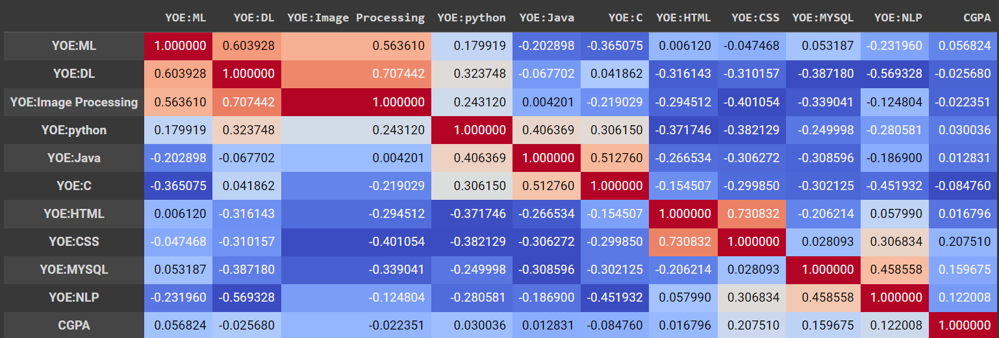 YOE:ML YOE:DL YOE:Image Processing YOE:python YOE:Java YOE:C YOE:HTML YOE:CSS YOE:MYSQL YOE:NLP CGPA
YOE:ML 1.000000 0.603928 0.563610 0.179919 -0.202898 -0.365075 0.006120 -0.047468 0.053187 -0.231960 0.056824
YOE:DL 0.603928 1.000000 0.707442 0.323748 -0.067702 0.041862 -0.316143 -0.310157 -0.387180 -0.569328 -0.025680
YOE:Image Processing 0.563610 0.707442 1.000000 0.243120 0.004201 -0.219029 -0.294512 -0.401054 -0.339041 -0.124804 -0.022351
YOE:python 0.179919 0.323748 0.243120 1.000000 0.406369 0.306150 -0.371746 -0.382129 -0.249998 -0.280581 0.030036
YOE:Java -0.202898 -0.067702 0.004201 0.406369 1.000000 0.512760 -0.266534 -0.306272 -0.308596 -0.186900 0.012831
YOE:C -0.365075 0.041862 -0.219029 0.306150 0.512760 1.000000 -0.154507 -0.299850 -0.302125 -0.451932 -0.084760
YOE:HTML 0.006120 -0.316143 -0.294512 -0.371746 -0.266534 -0.154507 1.000000 0.730832 -0.206214 0.057990 0.016796
YOE:CSS -0.047468 -0.310157 -0.401054 -0.382129 -0.306272 -0.299850 0.730832 1.000000 0.028093 0.306834 0.207510
YOE:MYSQL 0.053187 -0.387180 -0.339041 -0.249998 -0.308596 -0.302125 -0.206214 0.028093 1.000000 0.458558 0.159675
YOE:NLP -0.231960 -0.569328 -0.124804 -0.280581 -0.186900 -0.451932 0.057990 0.306834 0.458558 1.000000 0.122008
CGPA 0.056824 -0.025680 -0.022351 0.030036 0.012831 -0.084760 0.016796 0.207510 0.159675 0.122008 1.000000